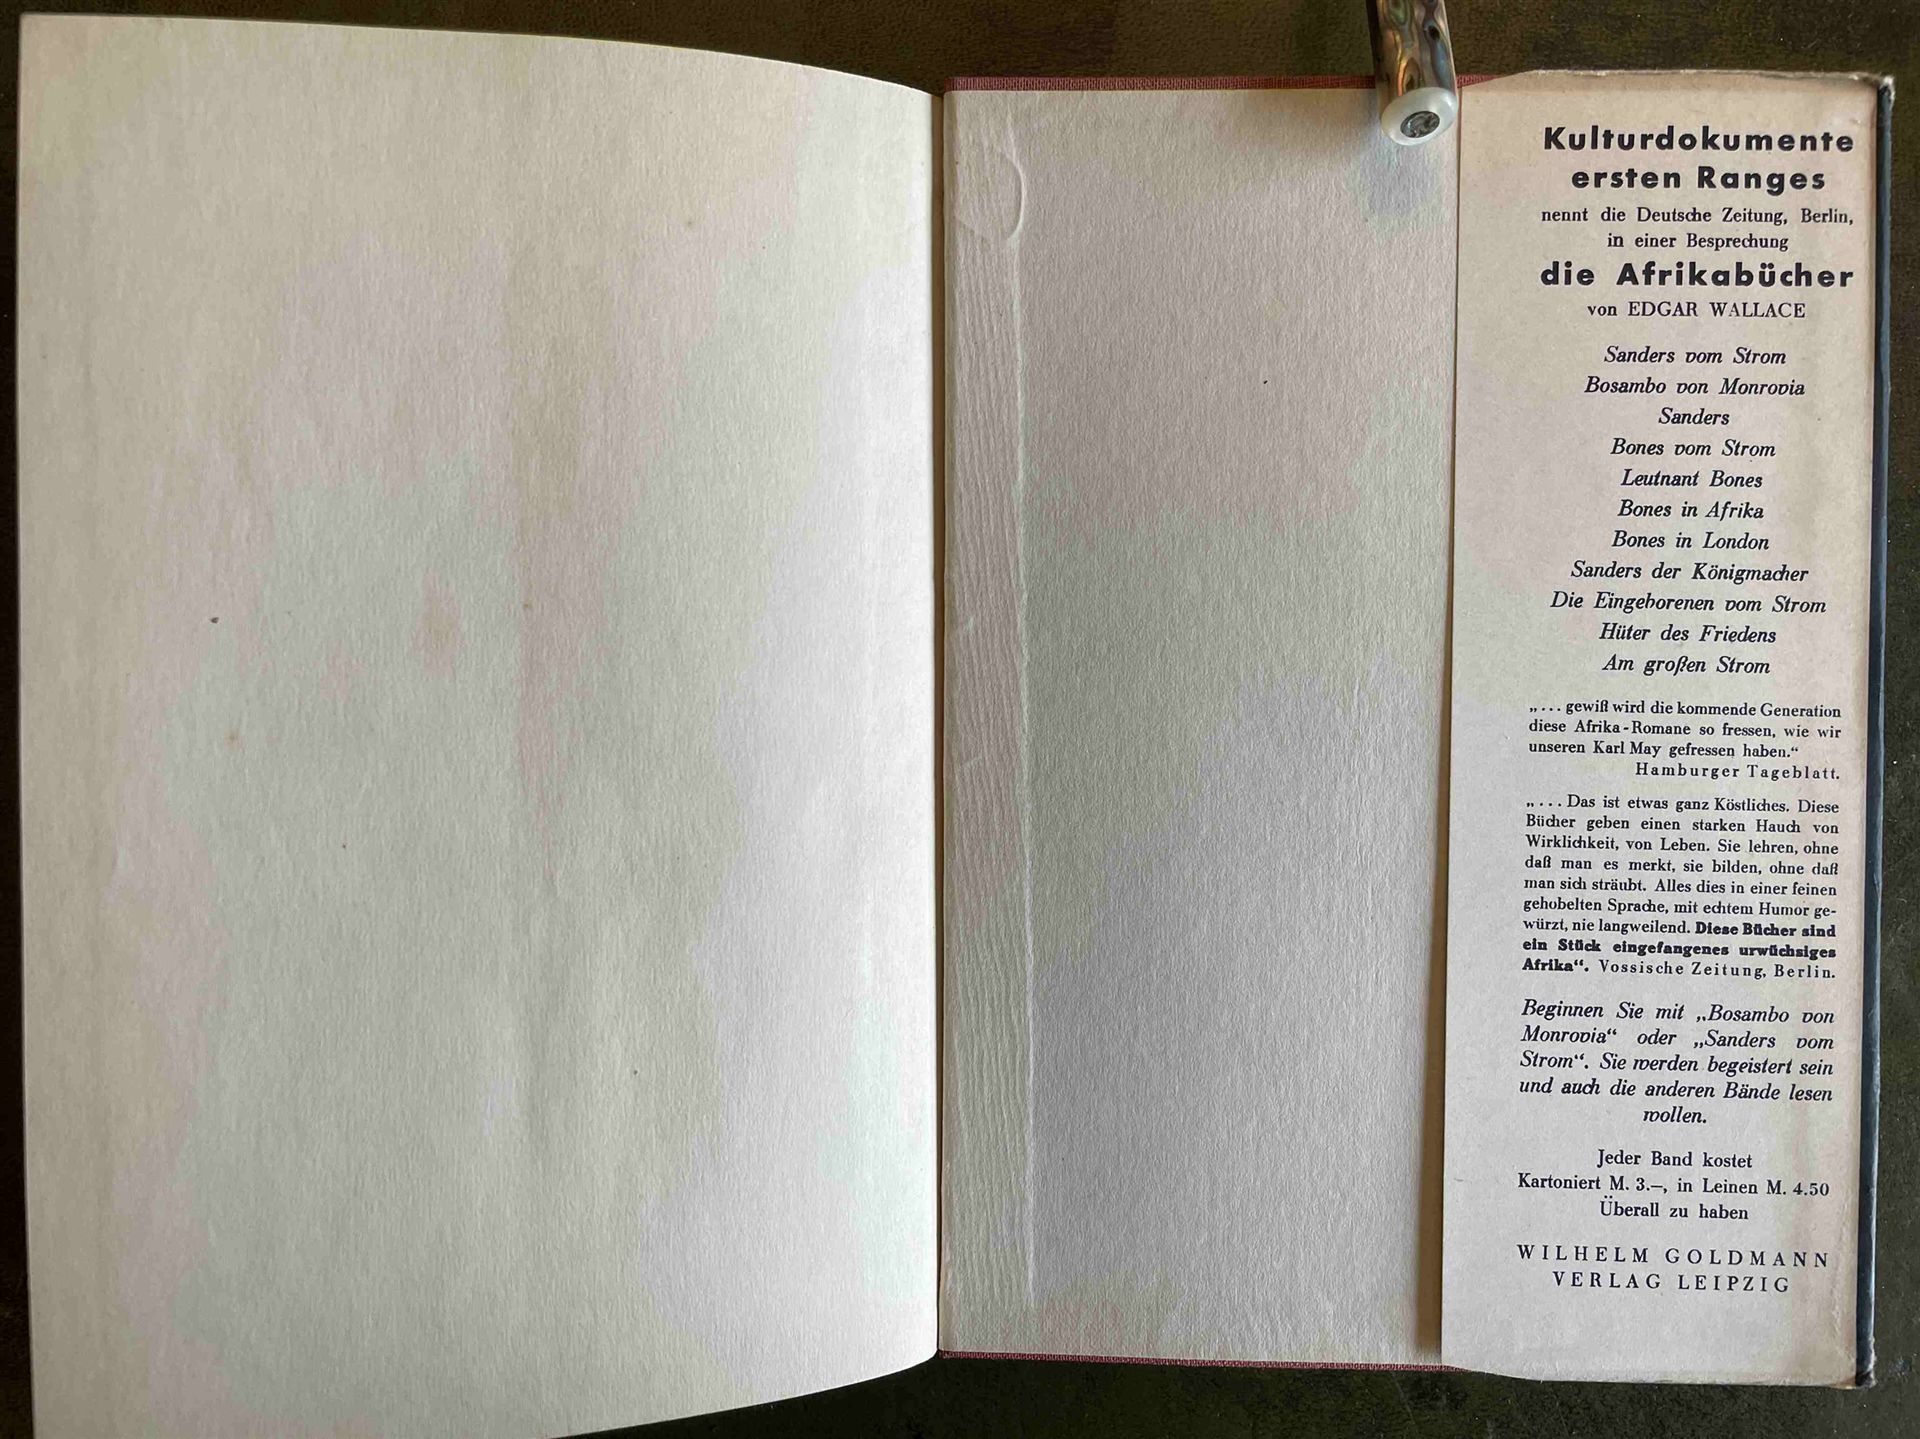 Kulturdokumente
ersten Ranges
nennt die Deutsche Zeitung, Berlin,
in einer Besprechung
die Afrikabücher
von EDGAR WALLACE
Sanders vom Strom
Bosambo von Monrovia
Sanders
Bones vom Strom
Leutnant Bones
Bones in Afrika
Bones in London
Sanders der Königmacher
Die Eingeborenen vom Strom
Hüter des Friedens
Am großen Strom
„... gewiß wird die kommende Generation
diese Afrika-Romane so fressen, wie wir
unseren Karl May gefressen haben.“
Hamburger Tageblatt.
„... Das ist etwas ganz Köstliches. Diese
Bücher geben einen starken Hauch von
Wirklichkeit, von Leben. Sie lehren, ohne
daß man es merkt, sie bilden, ohne daß
man sich sträubt. Alles dies in einer feinen
gehobelten Sprache, mit echtem Humor ge-
würzt, nie langweilend. Diese Bücher sind
ein Stück eingefangenes urwüchsiges
Afrika“. Vossische Zeitung, Berlin.
Beginnen Sie mit „Bosambo von
Monrovia“ oder „Sanders vom
Strom“. Sie werden begeistert sein
und auch die anderen Bände lesen
wollen.
Jeder Band kostet
Kartoniert M. 3.—, in Leinen M. 4.50
Überall zu haben
WILHELM GOLDMANN
VERLAG LEIPZIG